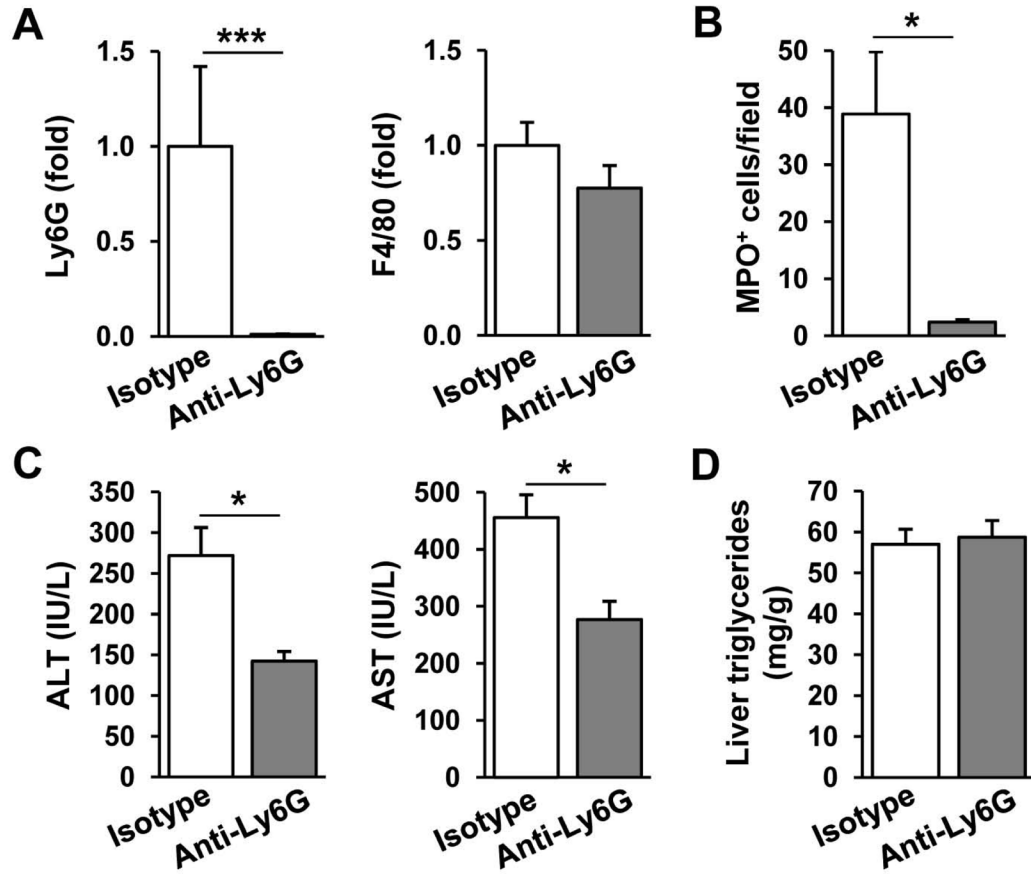 A
Ly6G (fold)
1.5
1.0
0.5
0.0
***
Isotype
Anti-Ly6G
F4/80 (fold)
1.5
1.0
0.5
0.0
Isotype
Anti-Ly6G
B
MPO⁺ cells/field
50
40
30
20
10
0
*
Isotype
Anti-Ly6G
C
ALT (IU/L)
350
300
250
200
150
100
50
0
*
Isotype
Anti-Ly6G
AST (IU/L)
500
400
300
200
100
0
*
Isotype
Anti-Ly6G
D
Liver triglycerides
(mg/g)
70
60
50
40
30
20
10
0
Isotype
Anti-Ly6G